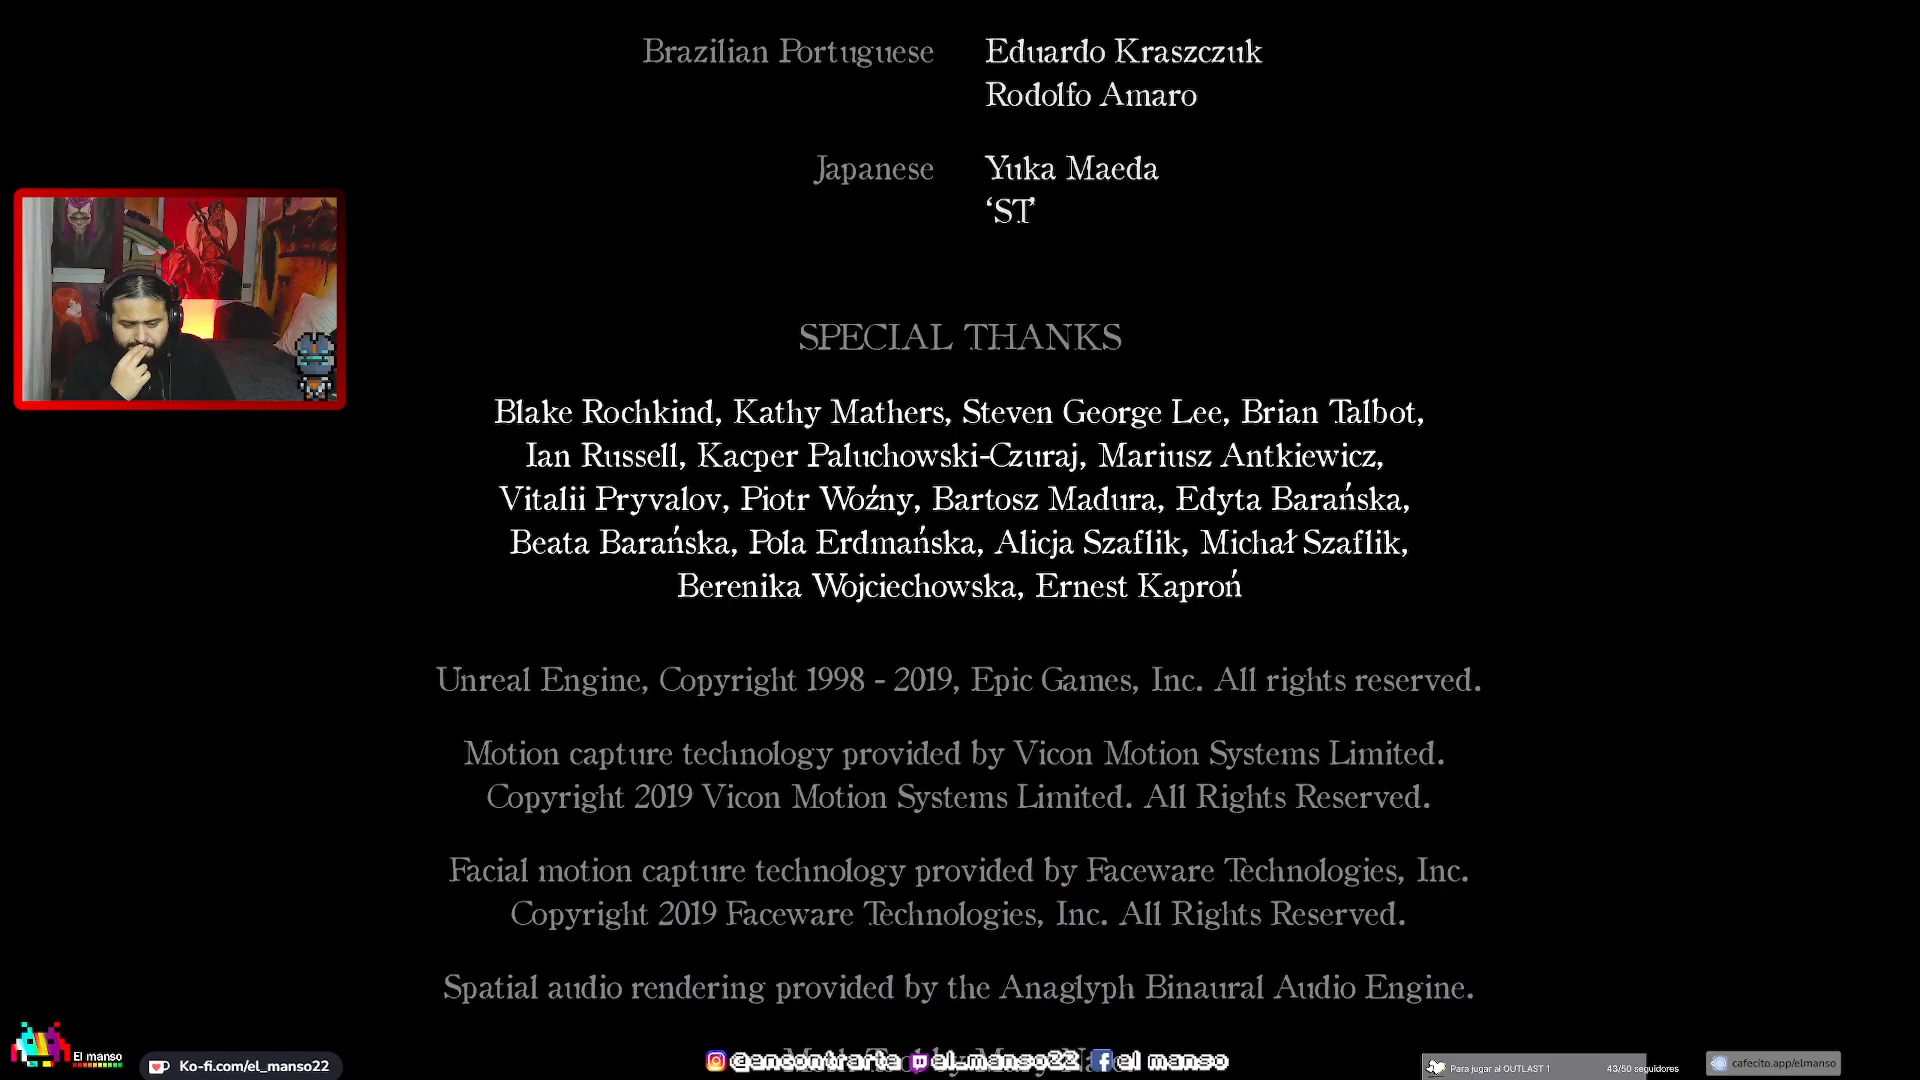 Brazilian Portuguese Eduardo Kraszczuk
Rodolfo Amaro
Japanese Yuka Maeda
‘ST’
SPECIAL THANKS
Blake Rochkind, Kathy Mathers, Steven George Lee, Brian Talbot,
Ian Russell, Kacper Paluchowski-Czuraj, Mariusz Antkiewicz,
Vitalii Pryvalov, Piotr Woźny, Bartosz Madura, Edyta Barańska,
Beata Barańska, Pola Erdmańska, Alicja Szaflik, Michał Szaflik,
Berenika Wojciechowska, Ernest Kaproń
Unreal Engine, Copyright 1998 - 2019, Epic Games, Inc. All rights reserved.
Motion capture technology provided by Vicon Motion Systems Limited.
Copyright 2019 Vicon Motion Systems Limited. All Rights Reserved.
Facial motion capture technology provided by Faceware Technologies, Inc.
Copyright 2019 Faceware Technologies, Inc. All Rights Reserved.
Spatial audio rendering provided by the Anaglyph Binaural Audio Engine.
El manso
Ko-fi.com/el_manso22
@ancontrarte el_manso22 el manso
Para jugar al OUTLAST 1 43/50 seguidores
cafecito.app/elmanso